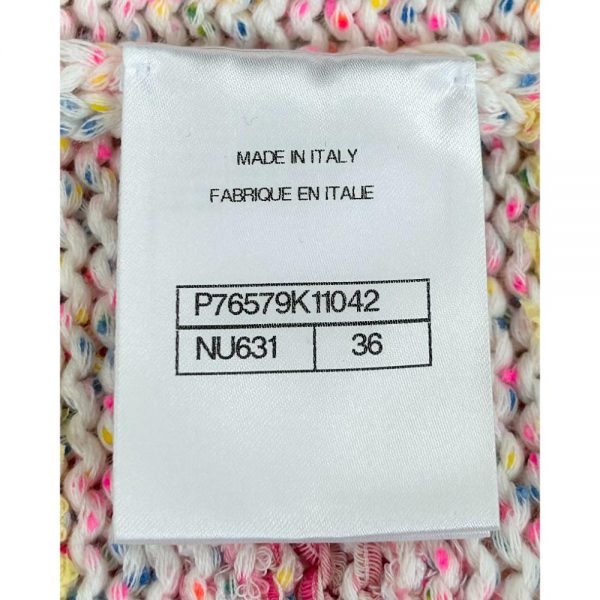 MADE IN ITALY
FABRIQUE EN ITALIE
P76579K11042
NU631 36